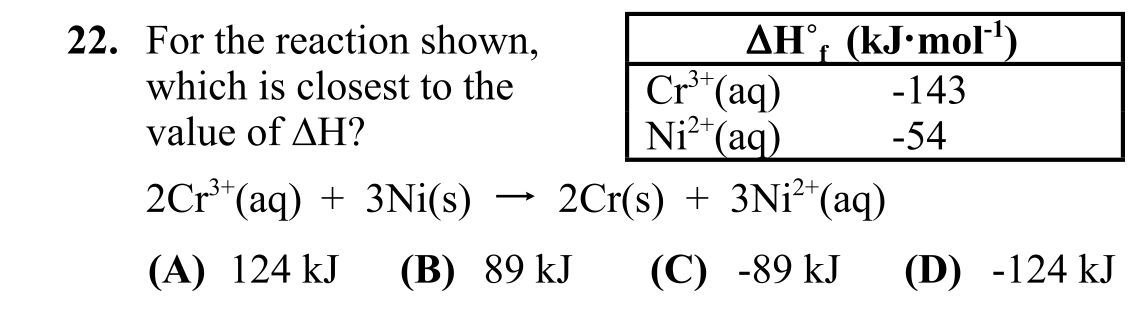 22. For the reaction shown,
which is closest to the
value of ΔH?
ΔH°f (kJ·mol⁻¹)
Cr³⁺(aq) -143
Ni²⁺(aq) -54
2Cr³⁺(aq) + 3Ni(s) → 2Cr(s) + 3Ni²⁺(aq)
(A) 124 kJ (B) 89 kJ (C) -89 kJ (D) -124 kJ